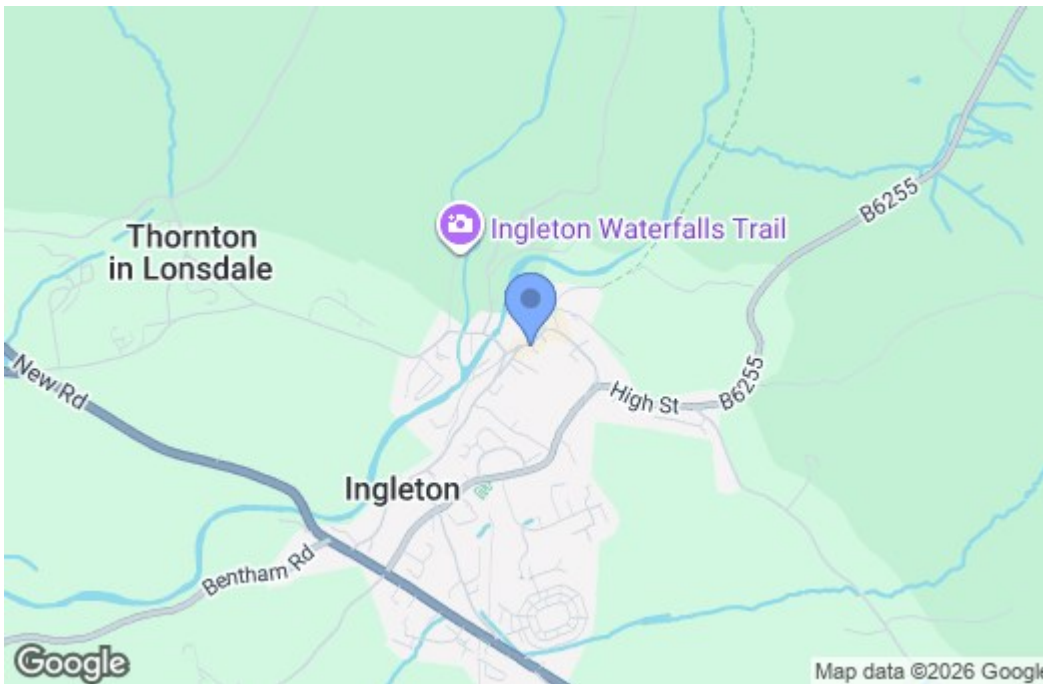 B6255
Ingleton Waterfalls Trail
Thornton
in Lonsdale
New Rd
High St
B6255
Ingleton
Bentham Rd
Google
Map data ©2026 Google